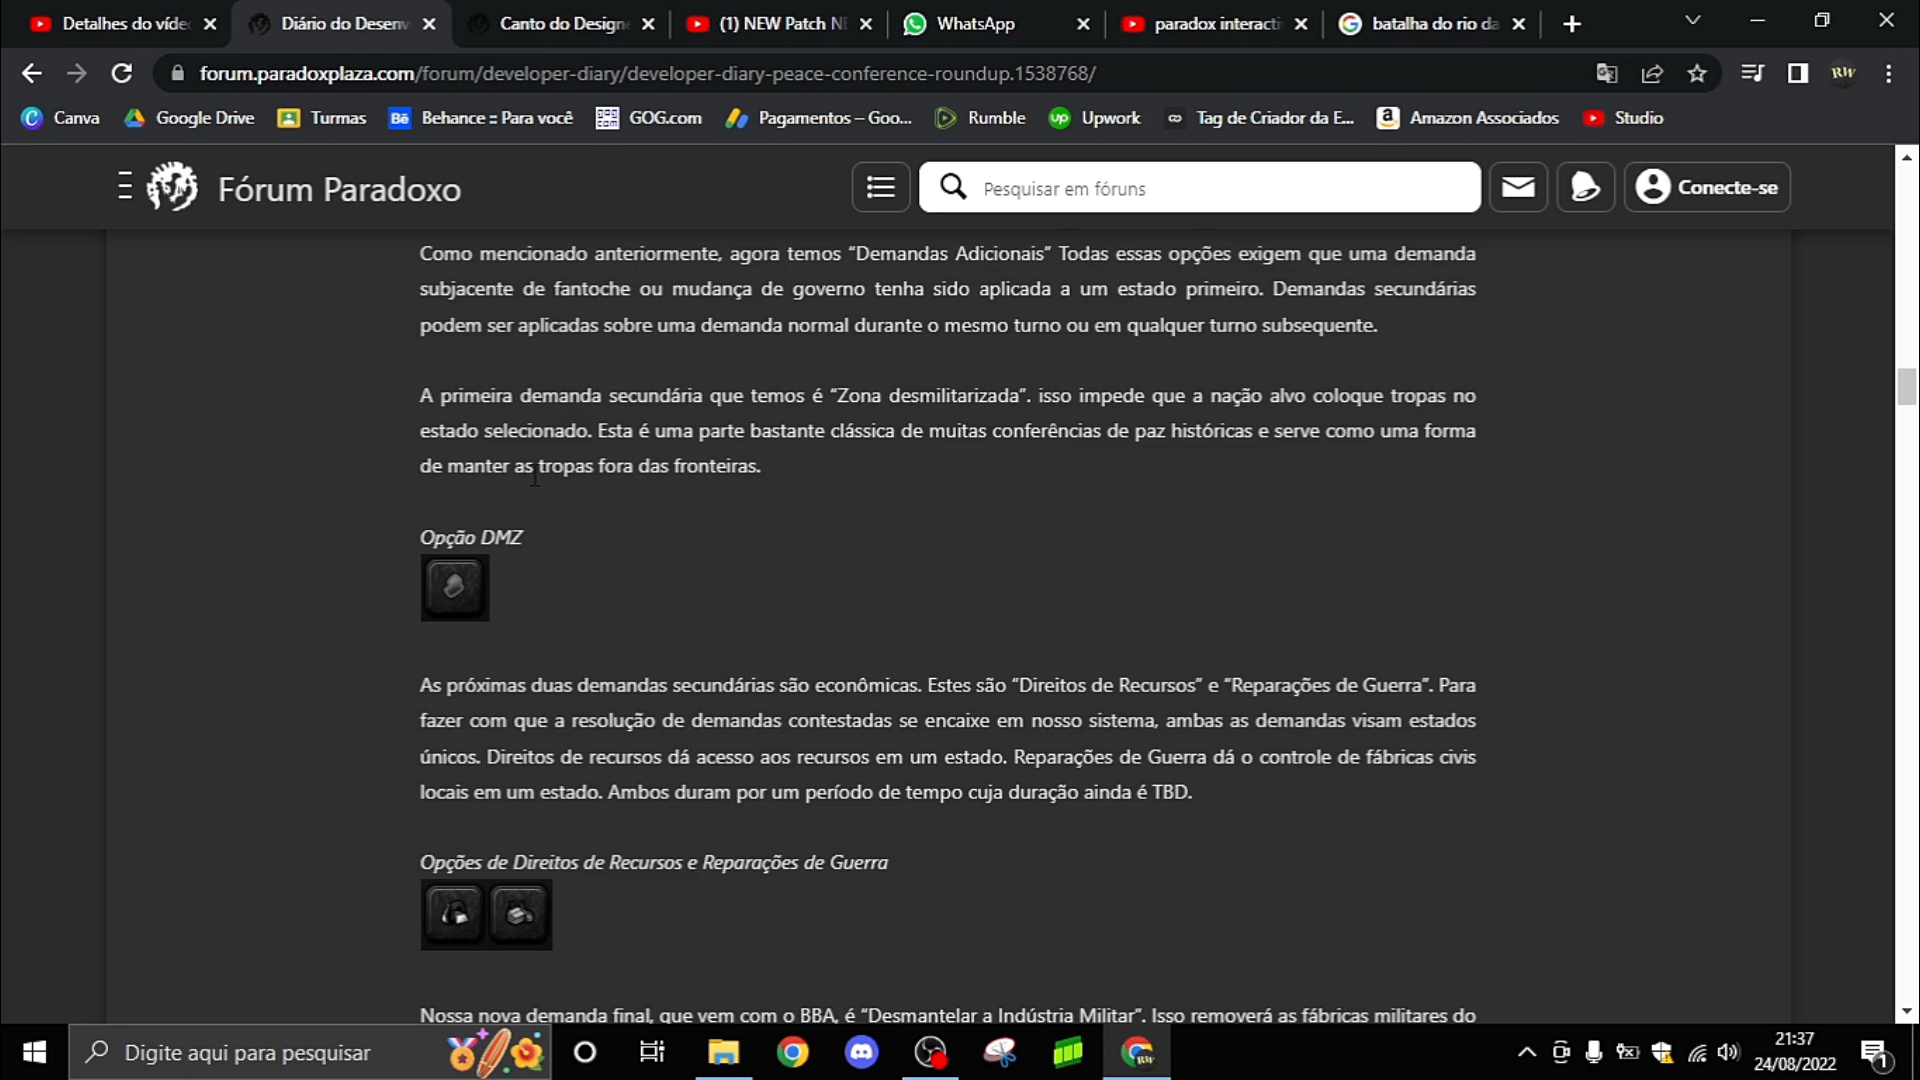 Detalhes do víde
Diário do Desenv
Canto do Design
(1) NEW Patch N
WhatsApp
paradox interacti
batalha do rio da
forum.paradoxplaza.com/forum/developer-diary/developer-diary-peace-conference-roundup.1538768/
RW
Canva
Google Drive
Turmas
Bē
Behance :: Para você
GOG.com
Pagamentos – Goo...
Rumble
up
Upwork
Tag de Criador da E...
a
Amazon Associados
Studio
Fórum Paradoxo
Pesquisar em fóruns
Conecte-se
Como mencionado anteriormente, agora temos “Demandas Adicionais” Todas essas opções exigem que uma demanda
subjacente de fantoche ou mudança de governo tenha sido aplicada a um estado primeiro. Demandas secundárias
podem ser aplicadas sobre uma demanda normal durante o mesmo turno ou em qualquer turno subsequente.
A primeira demanda secundária que temos é “Zona desmilitarizada”. isso impede que a nação alvo coloque tropas no
estado selecionado. Esta é uma parte bastante clássica de muitas conferências de paz históricas e serve como uma forma
de manter as tropas fora das fronteiras.
Opção DMZ
As próximas duas demandas secundárias são econômicas. Estes são “Direitos de Recursos” e “Reparações de Guerra”. Para
fazer com que a resolução de demandas contestadas se encaixe em nosso sistema, ambas as demandas visam estados
únicos. Direitos de recursos dá acesso aos recursos em um estado. Reparações de Guerra dá o controle de fábricas civis
locais em um estado. Ambos duram por um período de tempo cuja duração ainda é TBD.
Opções de Direitos de Recursos e Reparações de Guerra
Nossa nova demanda final, que vem com o BBA, é “Desmantelar a Indústria Militar”. Isso removerá as fábricas militares do
Digite aqui para pesquisar
RW
21:37
24/08/2022
1